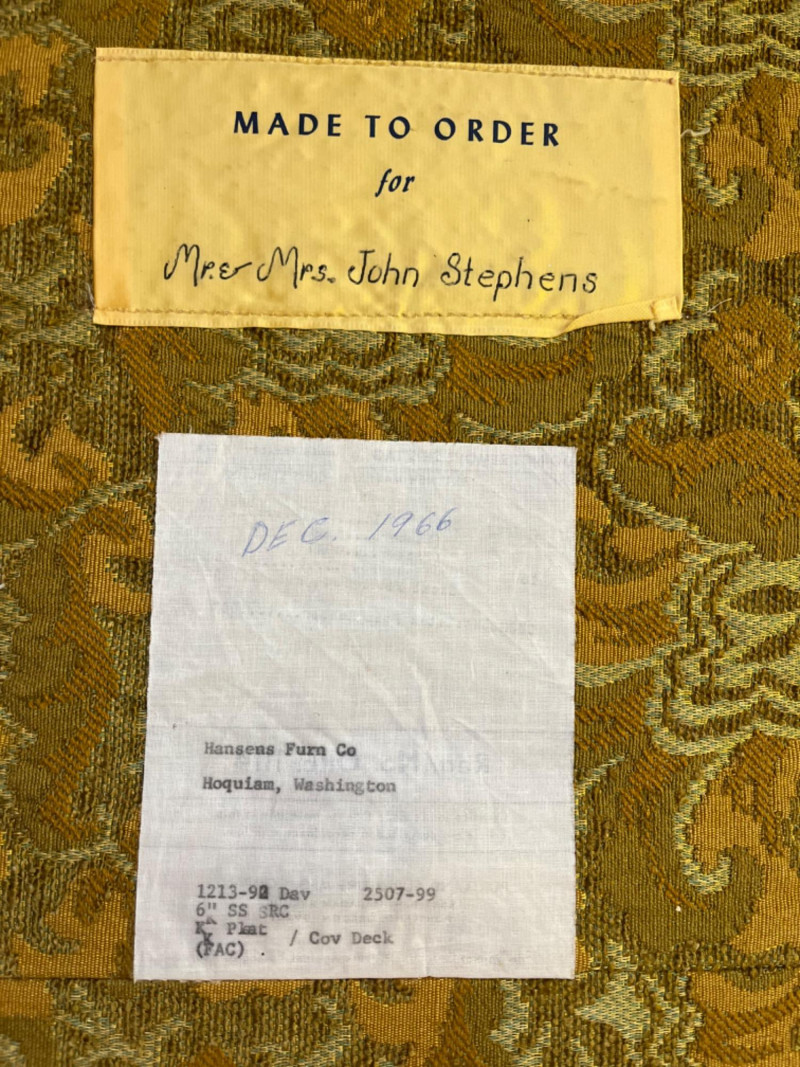 MADE TO ORDER
for
Mr. & Mrs. John Stephens
DEC. 1966
Hansens Furn Co
Hoquiam, Washington
1213-92 Dav 2507-99
6" SS SRC
K
/ Cov Deck
(FAC) .